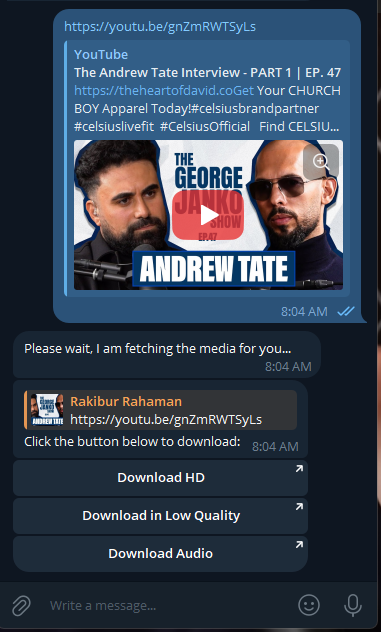 https://youtu.be/gnZmRWTSyLs
YouTube
The Andrew Tate Interview - PART 1 | EP. 47
https://theheartofdavid.coGet Your CHURCH
BOY Apparel Today!#celsiusbrandpartner
#celsiuslivefit #CelsiusOfficial Find CELSIU...
THE
GEORGE
JANKO
SHOW
EP.47
ANDREW TATE
8:04 AM
Please wait, I am fetching the media for you...
8:04 AM
Rakibur Rahaman
https://youtu.be/gnZmRWTSyLs
Click the button below to download:
8:04 AM
Download HD
Download in Low Quality
Download Audio
Write a message...